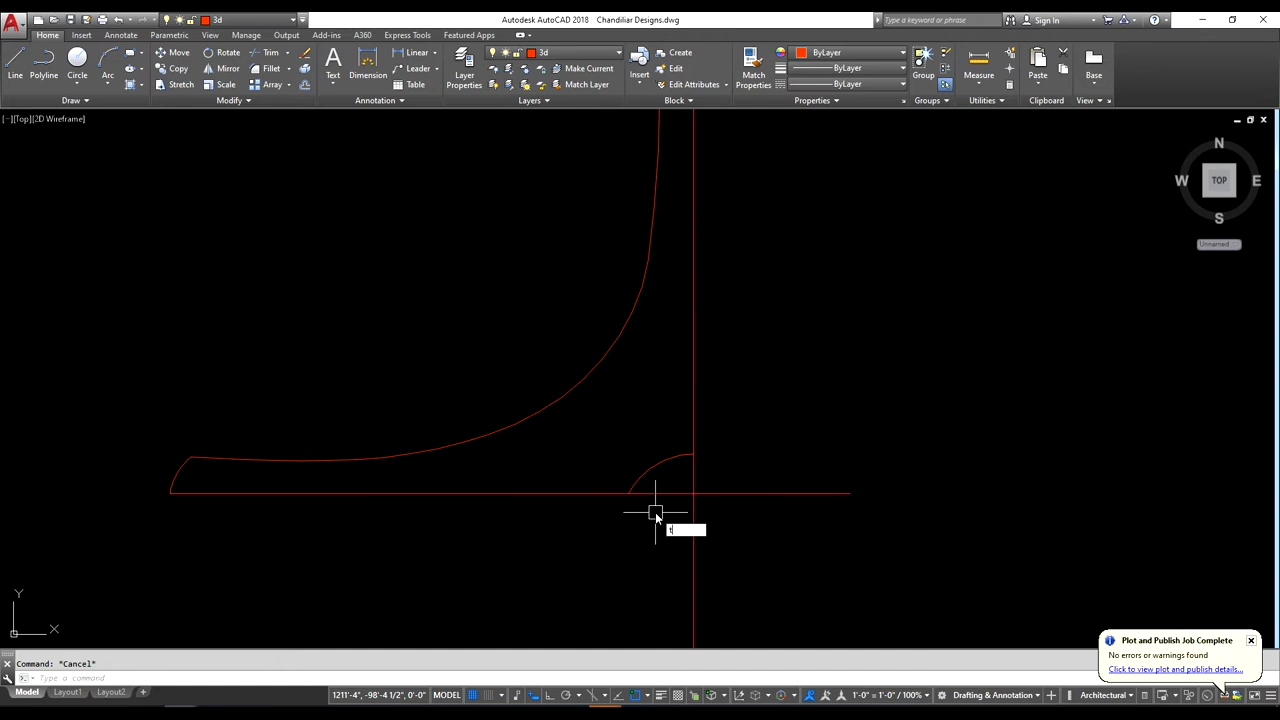 3d
Autodesk AutoCAD 2018 Chandiliar Designs.dwg
Type a keyword or phrase
Sign In
Home Insert Annotate Parametric View Manage Output Add-ins A360 Express Tools Featured Apps
Line Polyline Circle Arc
Move Rotate Trim
Copy Mirror Fillet
Stretch Scale Array
Text Dimension
Linear
Leader
Table
Layer Properties
3d
Make Current
Match Layer
Insert
Create
Edit
Edit Attributes
Match Properties
ByLayer
ByLayer
ByLayer
Group
Measure
Paste
Base
Draw Modify Annotation Layers Block Properties Groups Utilities Clipboard View
[−][Top][2D Wireframe]
N
W TOP E
S
Unnamed
t
Y
X
Plot and Publish Job Complete
No errors or warnings found
Click to view plot and publish details...
Command: *Cancel*
Type a command
Model Layout1 Layout2
1211'-4", -98'-4 1/2", 0'-0" MODEL 1'-0" = 1'-0" / 100% Drafting & Annotation Architectural